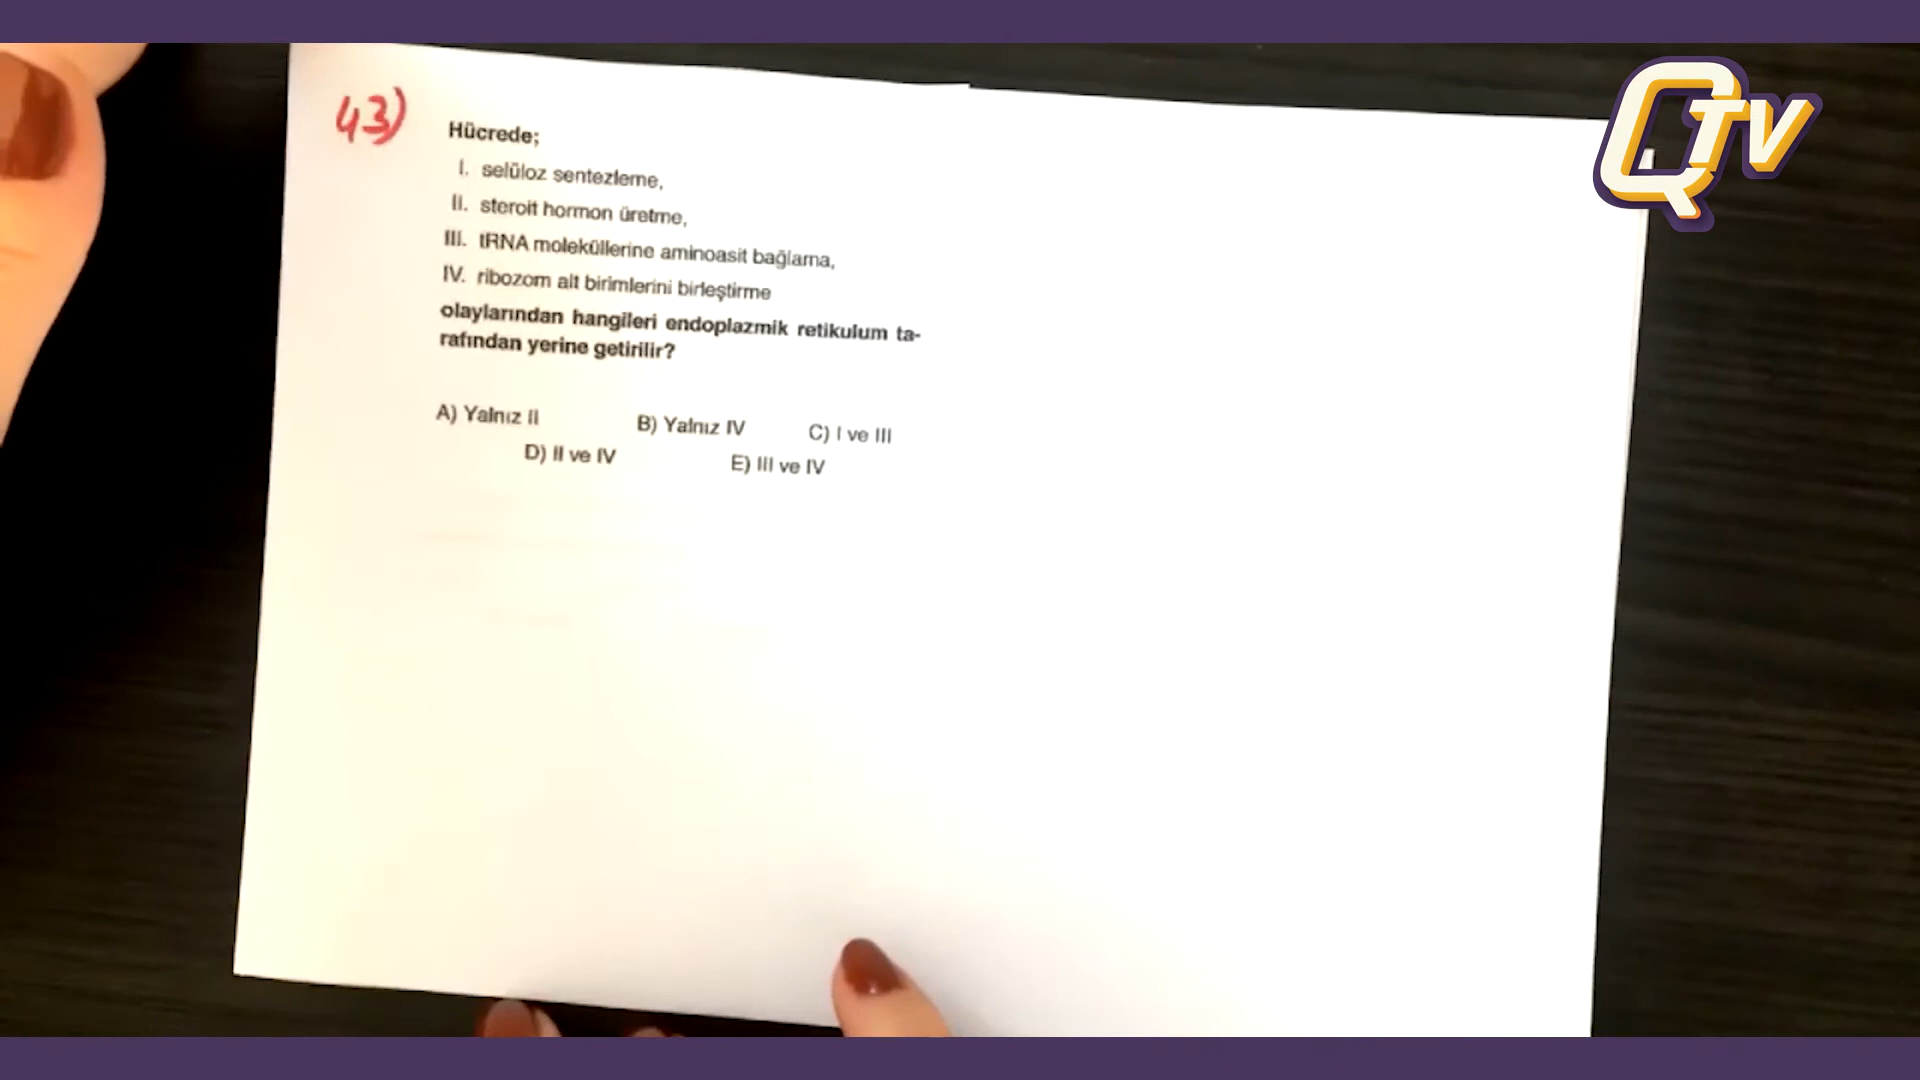 QTV
43)
Hücrede;
I. selüloz sentezleme,
II. steroit hormon üretme,
III. tRNA moleküllerine aminoasit bağlama,
IV. ribozom alt birimlerini birleştirme
olaylarından hangileri endoplazmik retikulum ta-
rafından yerine getirilir?
A) Yalnız II B) Yalnız IV C) I ve III
D) II ve IV E) III ve IV